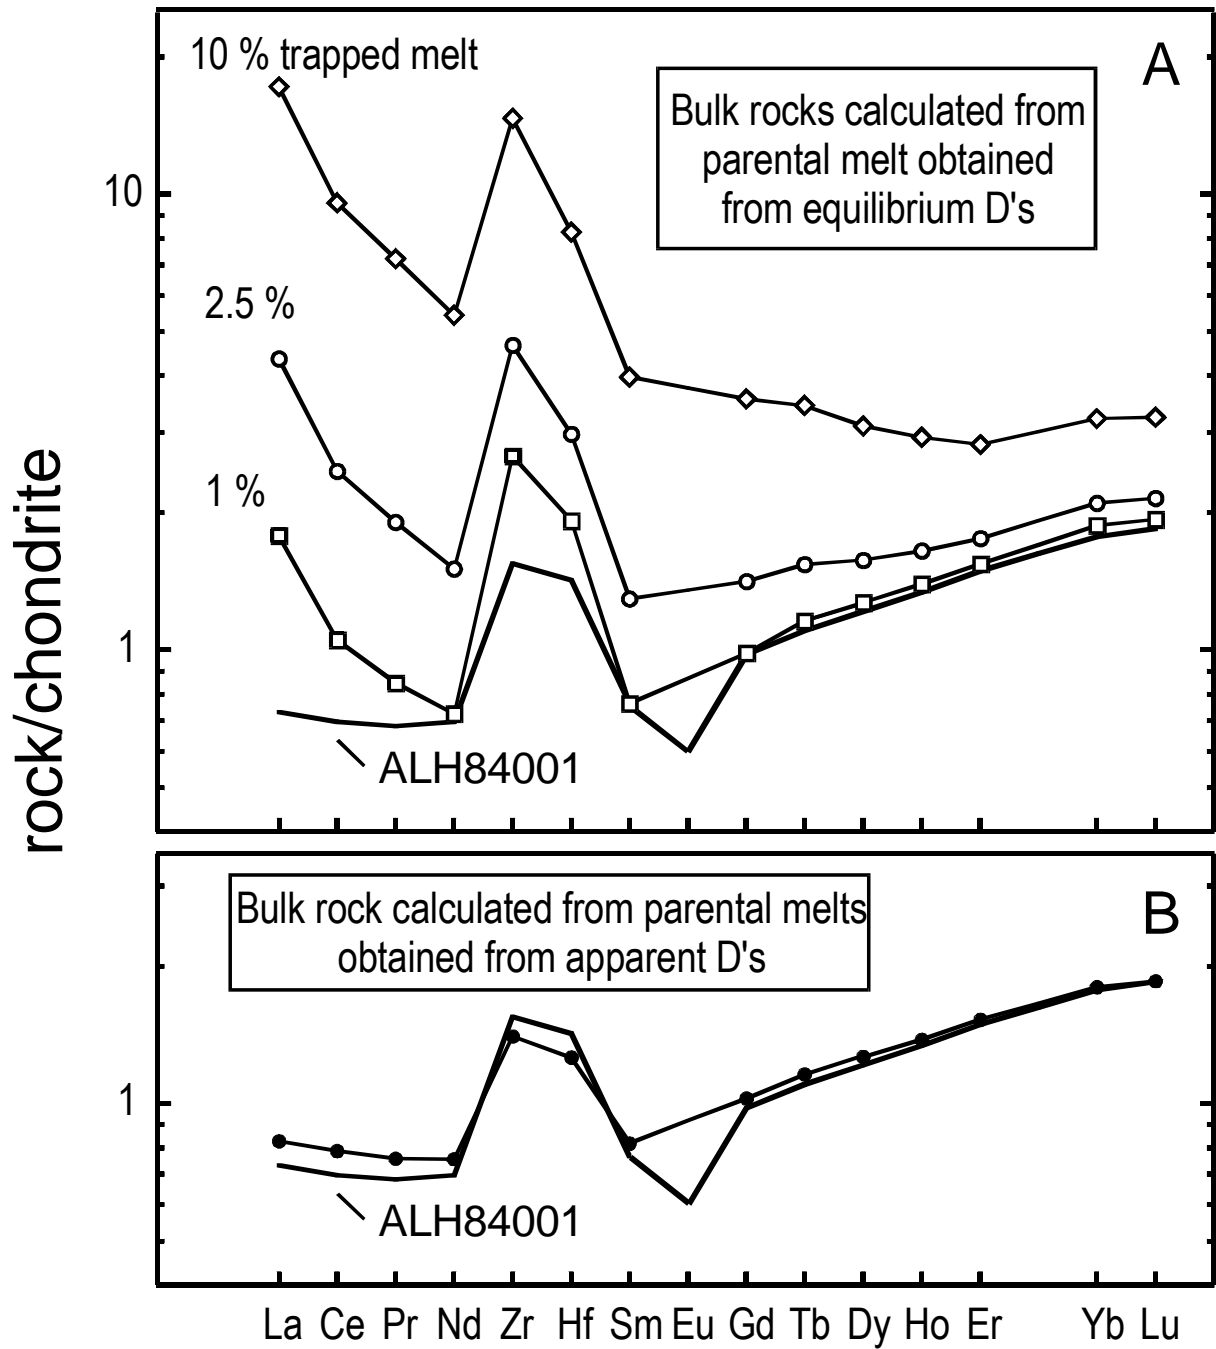 10 % trapped melt
A
Bulk rocks calculated from
parental melt obtained
from equilibrium D's
10
2.5 %
1 %
1
ALH84001
rock/chondrite
Bulk rock calculated from parental melts
obtained from apparent D's
B
1
ALH84001
La Ce Pr Nd Zr Hf Sm Eu Gd Tb Dy Ho Er Yb Lu